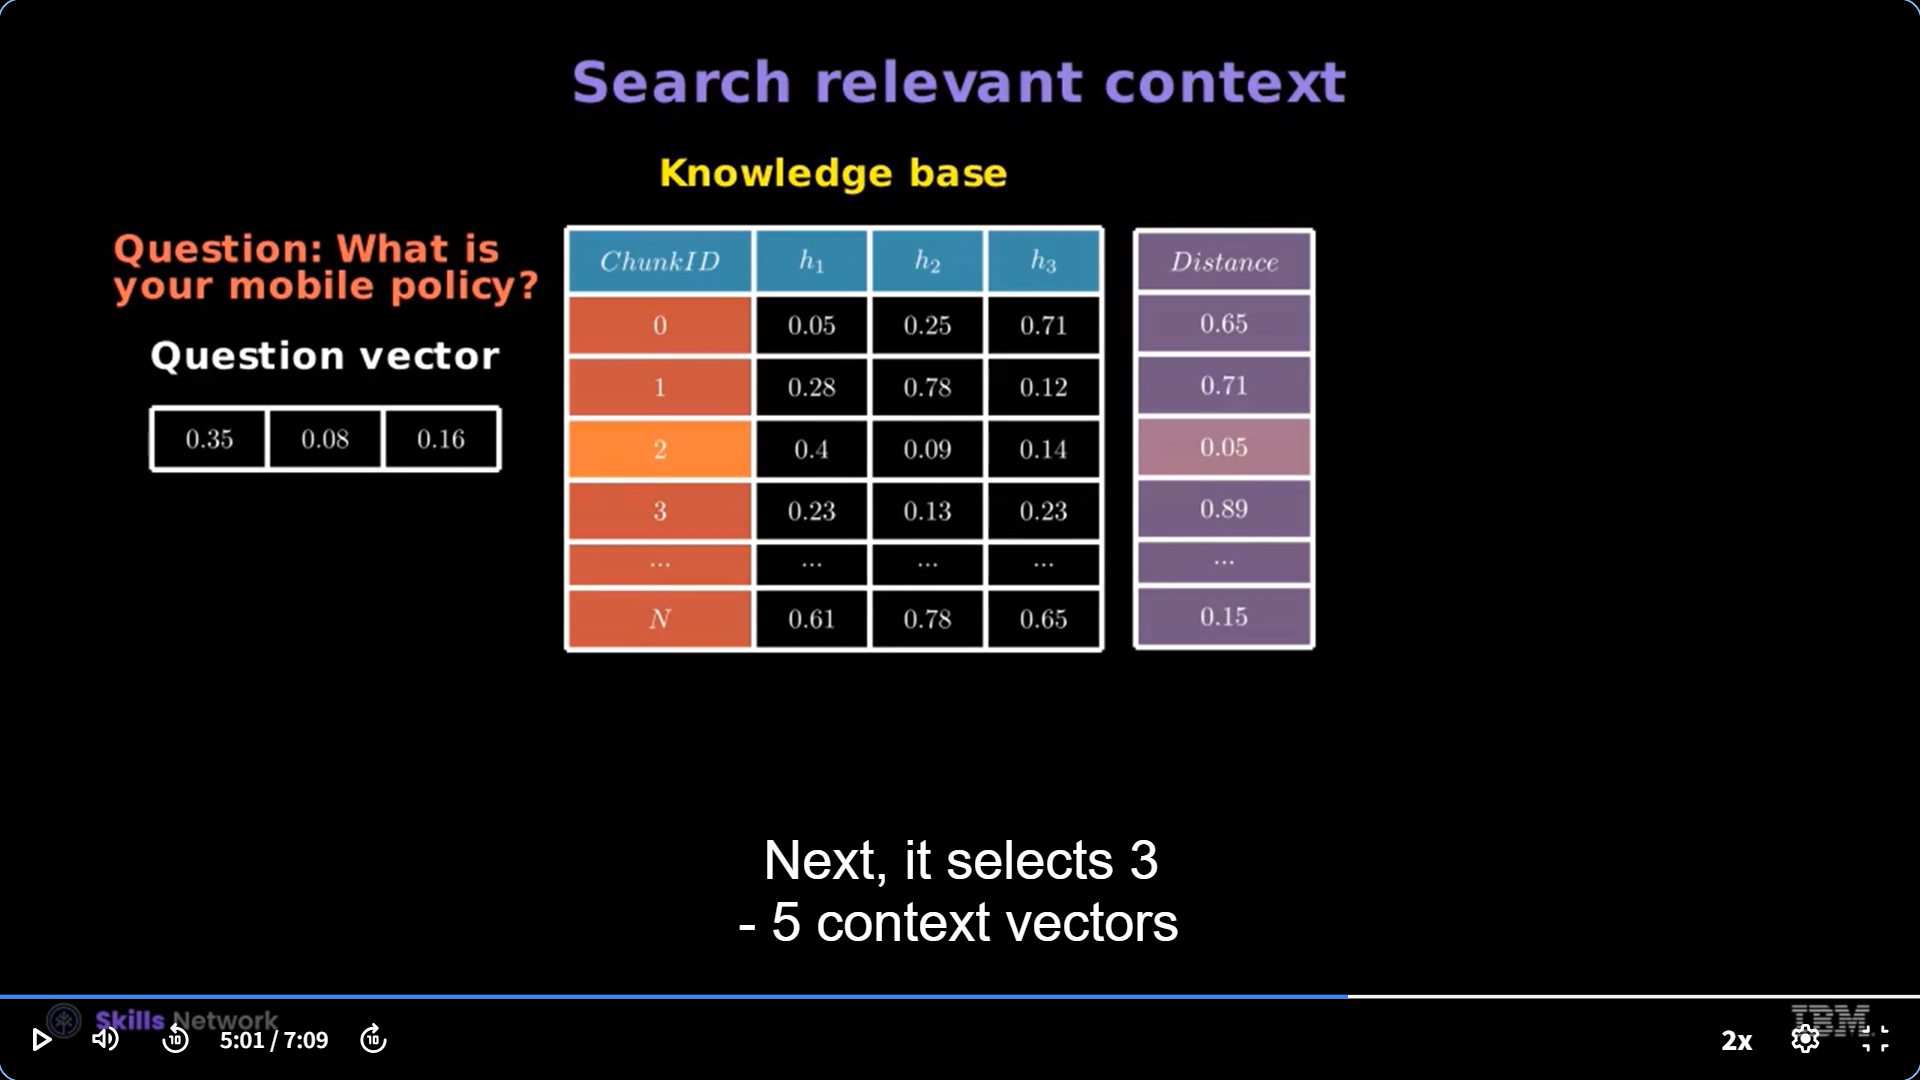 Search relevant context
Knowledge base
Question: What is
your mobile policy?
Question vector
0.35 0.08 0.16
ChunkID h1 h2 h3 Distance
0 0.05 0.25 0.71 0.65
1 0.28 0.78 0.12 0.71
2 0.4 0.09 0.14 0.05
3 0.23 0.13 0.23 0.89
... ... ... ... ...
N 0.61 0.78 0.65 0.15
Next, it selects 3
- 5 context vectors
Skills Network
IBM
10 5:01 / 7:09 10 2x